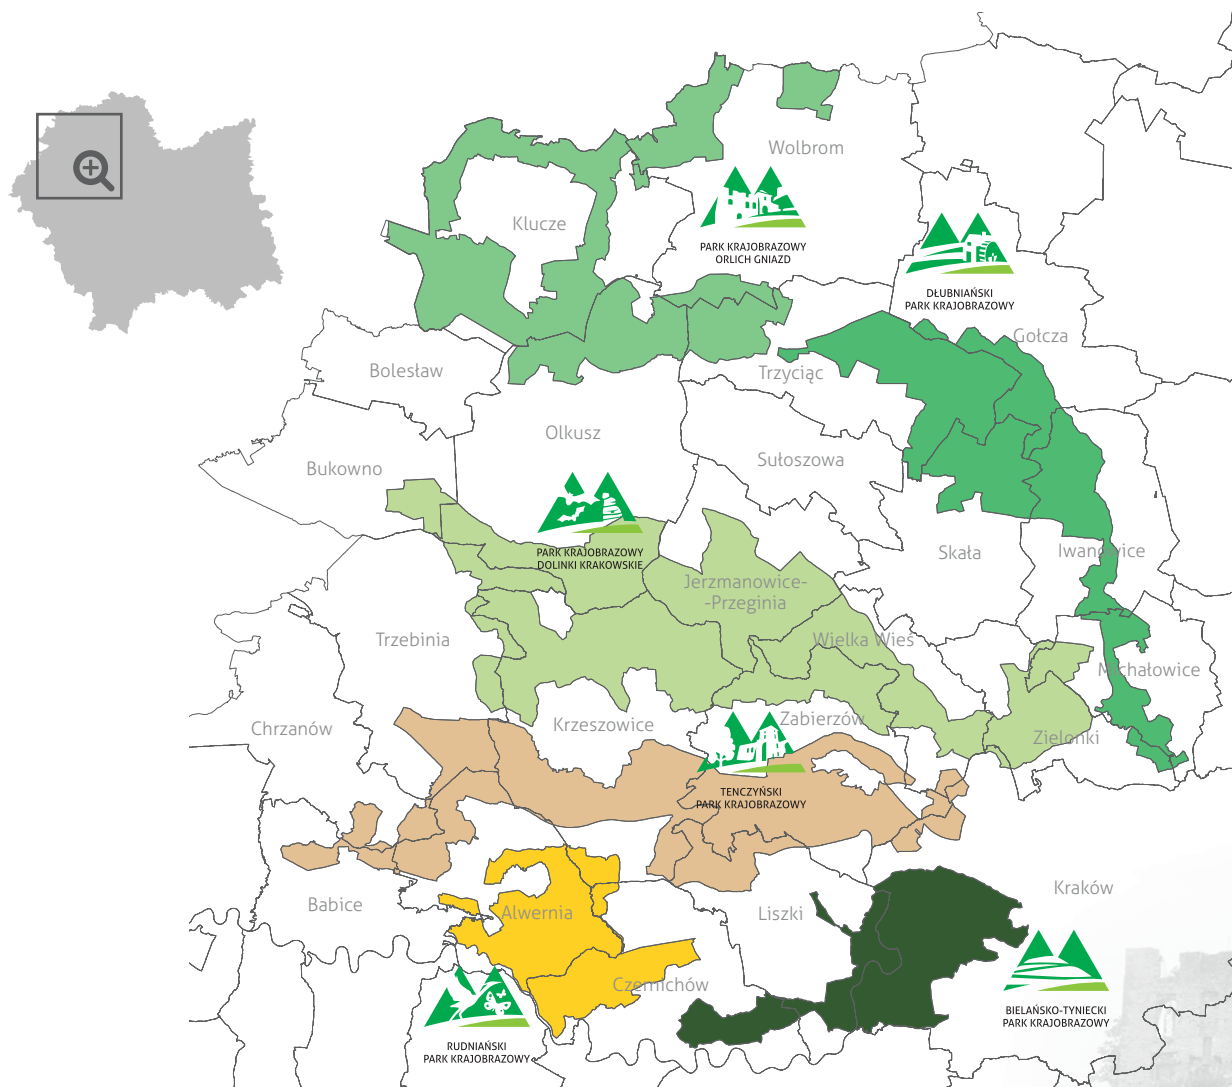 Wolbrom
Klucze
PARK KRAJOBRAZOWY
ORLICH GNIAZD
DŁUBNIAŃSKI
PARK KRAJOBRAZOWY
Gołcza
Bolesław
Trzyciąc
Olkusz
Sułoszowa
Bukowno
PARK KRAJOBRAZOWY
DOLINKI KRAKOWSKIE
Skała
Iwanowice
Jerzmanowice-
-Przeginia
Trzebinia
Wielka Wieś
Michałowice
Chrzanów
Krzeszowice
Zabierzów
Zielonki
TENCZYŃSKI
PARK KRAJOBRAZOWY
Kraków
Babice
Alwernia
Liszki
Czernichów
BIELAŃSKO-TYNIECKI
PARK KRAJOBRAZOWY
RUDNIAŃSKI
PARK KRAJOBRAZOWY